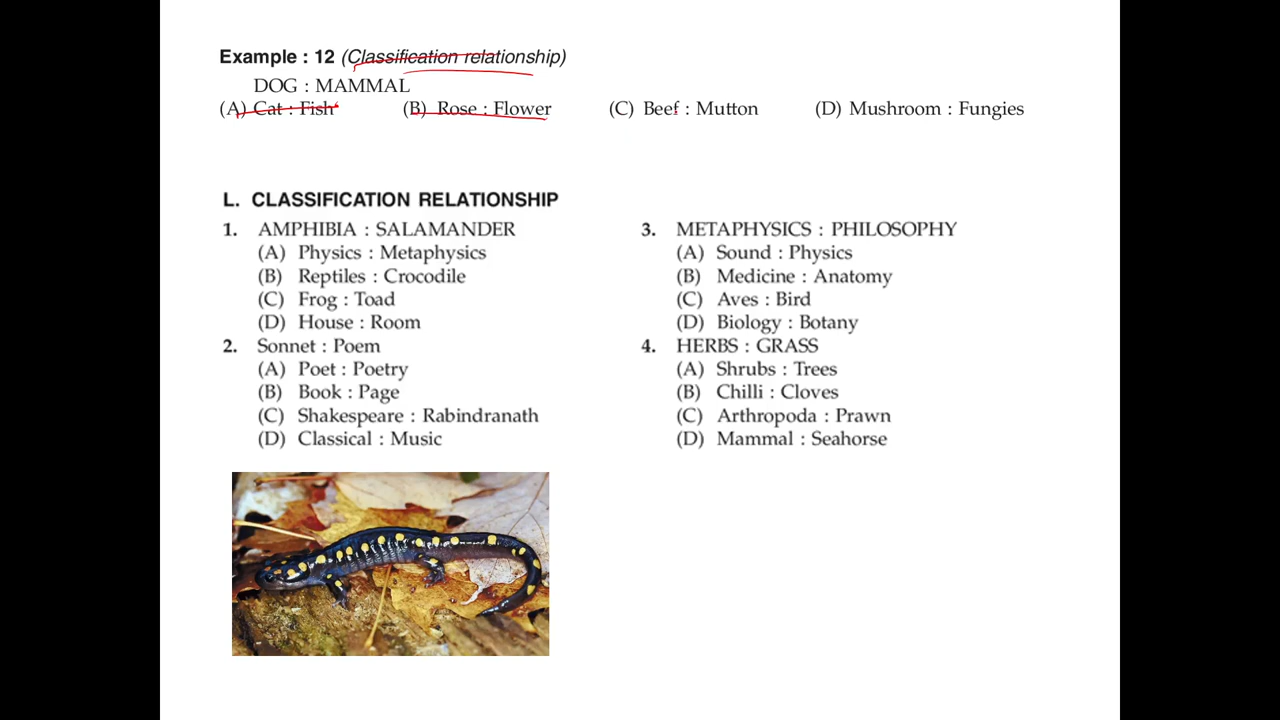 Example : 12 (Classification relationship)
DOG : MAMMAL
(A) Cat : Fish (B) Rose : Flower (C) Beef : Mutton (D) Mushroom : Fungies
L. CLASSIFICATION RELATIONSHIP
1. AMPHIBIA : SALAMANDER
(A) Physics : Metaphysics
(B) Reptiles : Crocodile
(C) Frog : Toad
(D) House : Room
2. Sonnet : Poem
(A) Poet : Poetry
(B) Book : Page
(C) Shakespeare : Rabindranath
(D) Classical : Music
3. METAPHYSICS : PHILOSOPHY
(A) Sound : Physics
(B) Medicine : Anatomy
(C) Aves : Bird
(D) Biology : Botany
4. HERBS : GRASS
(A) Shrubs : Trees
(B) Chilli : Cloves
(C) Arthropoda : Prawn
(D) Mammal : Seahorse